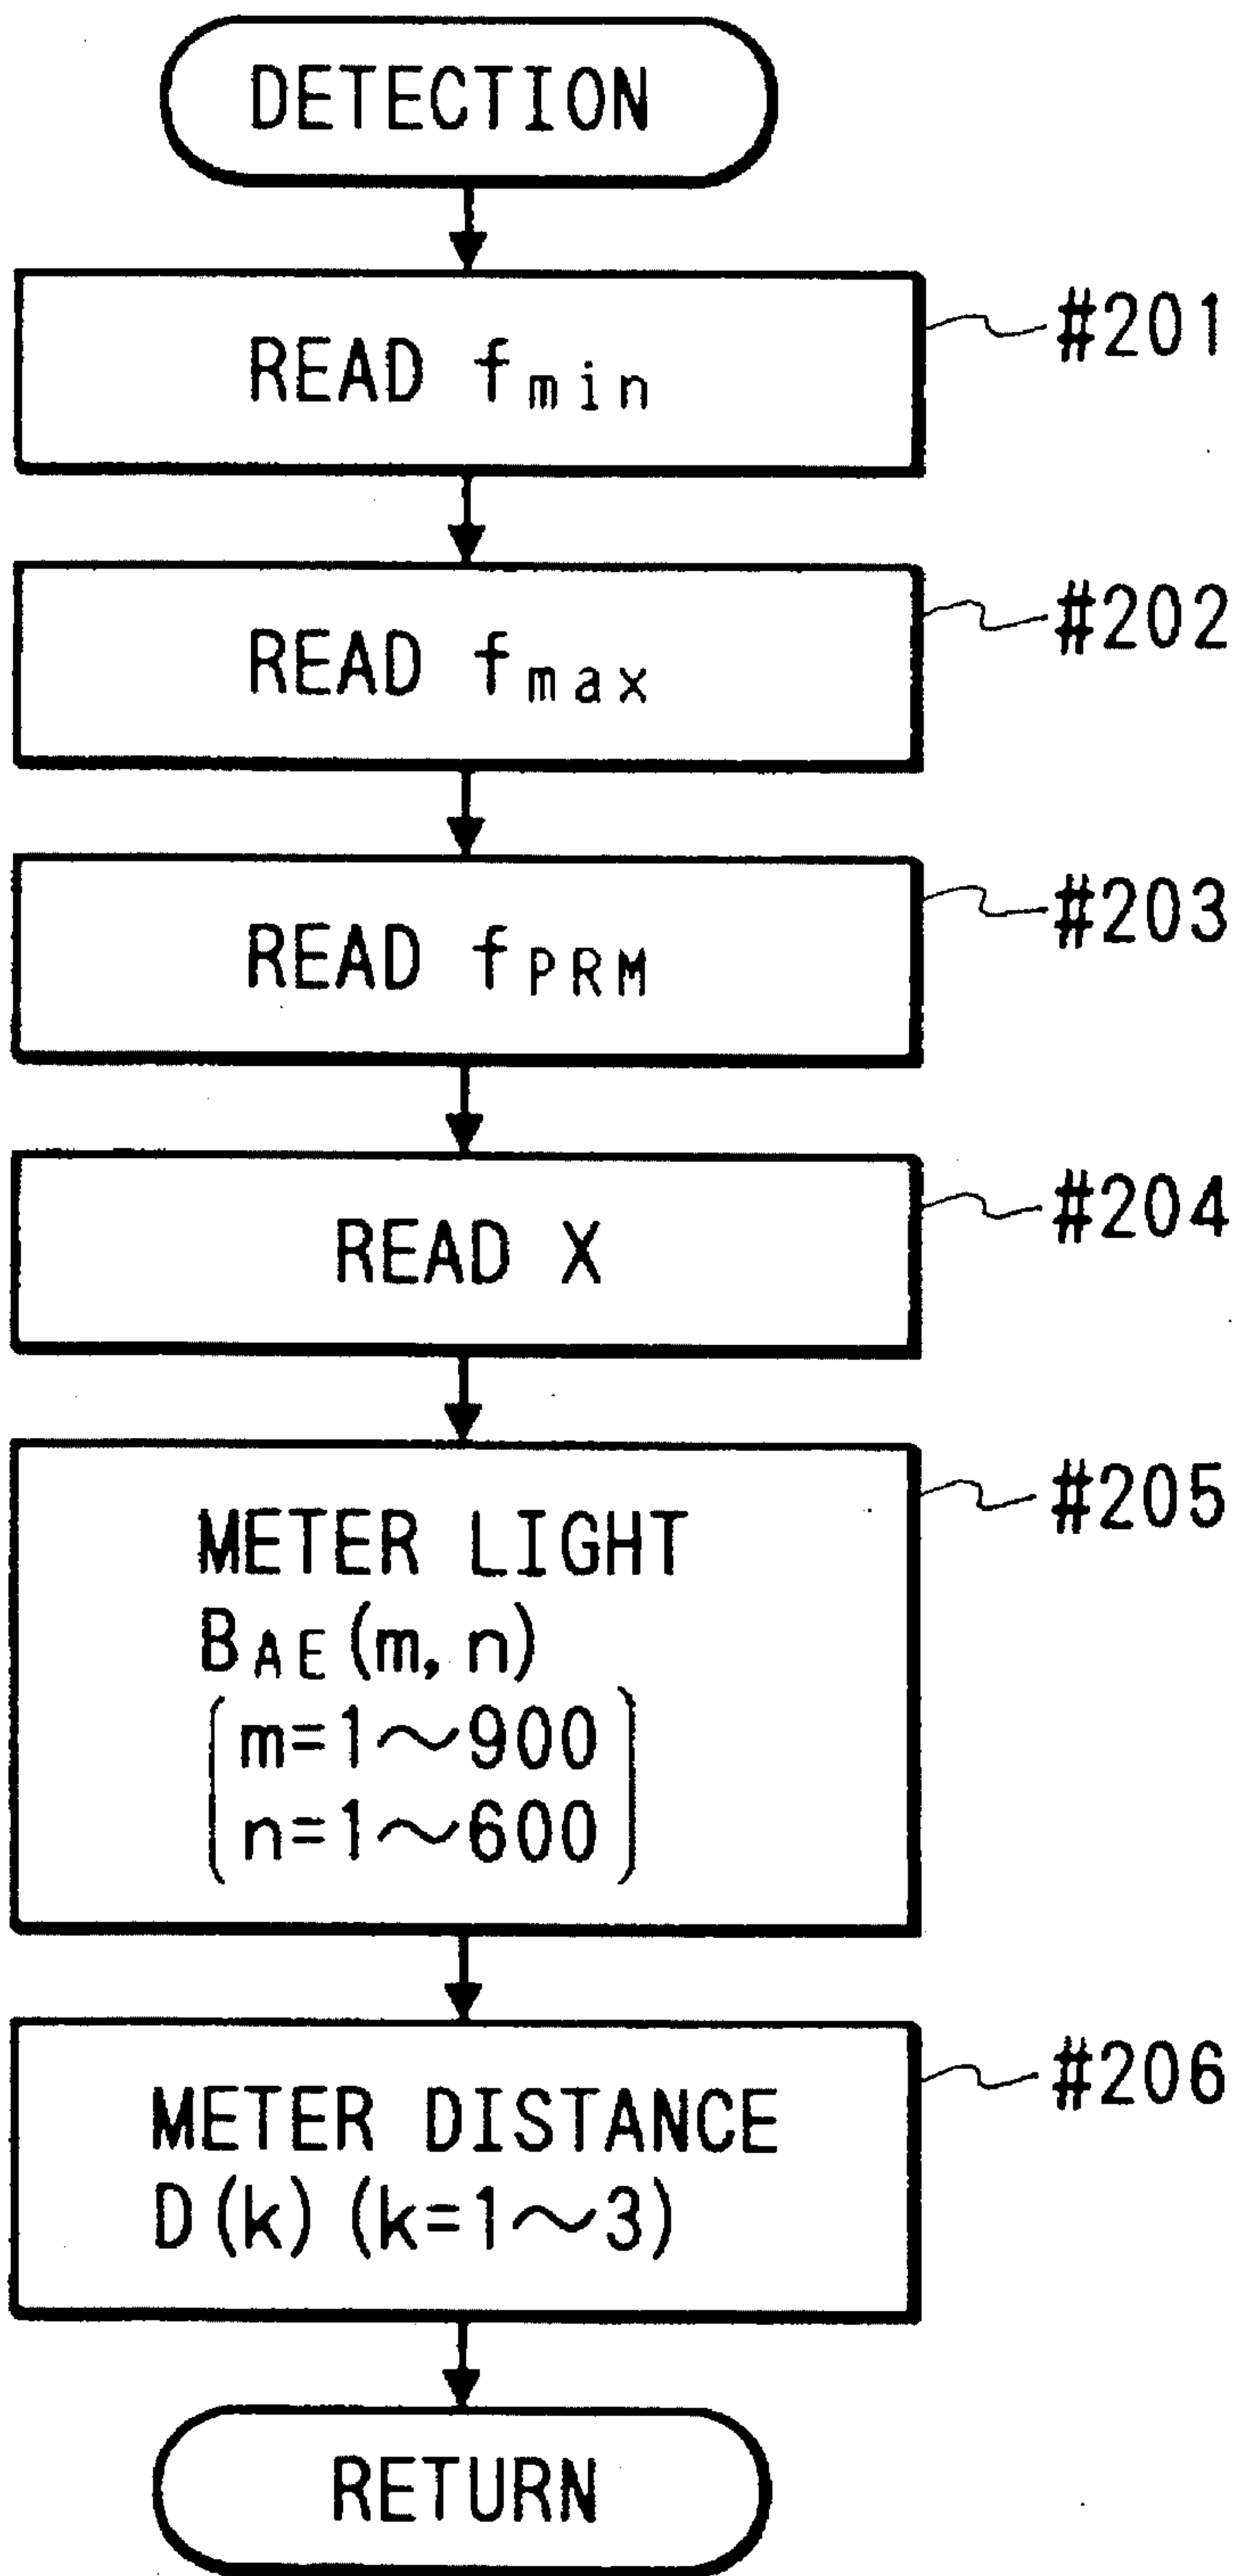 DETECTION
READ fmin #201
READ fmax #202
READ fPRM #203
READ X #204
METER LIGHT #205
BAE(m,n)
m=1～900
n=1～600
METER DISTANCE #206
D(k)(k=1～3)
RETURN